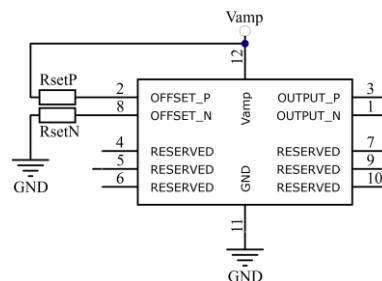 Vamp
12
RsetP
2
OFFSET_P
Vamp
OUTPUT_P
3
8
OFFSET_N
OUTPUT_N
1
RsetN
4
RESERVED
RESERVED
7
5
RESERVED
RESERVED
9
6
RESERVED
GND
RESERVED
10
GND
11
GND